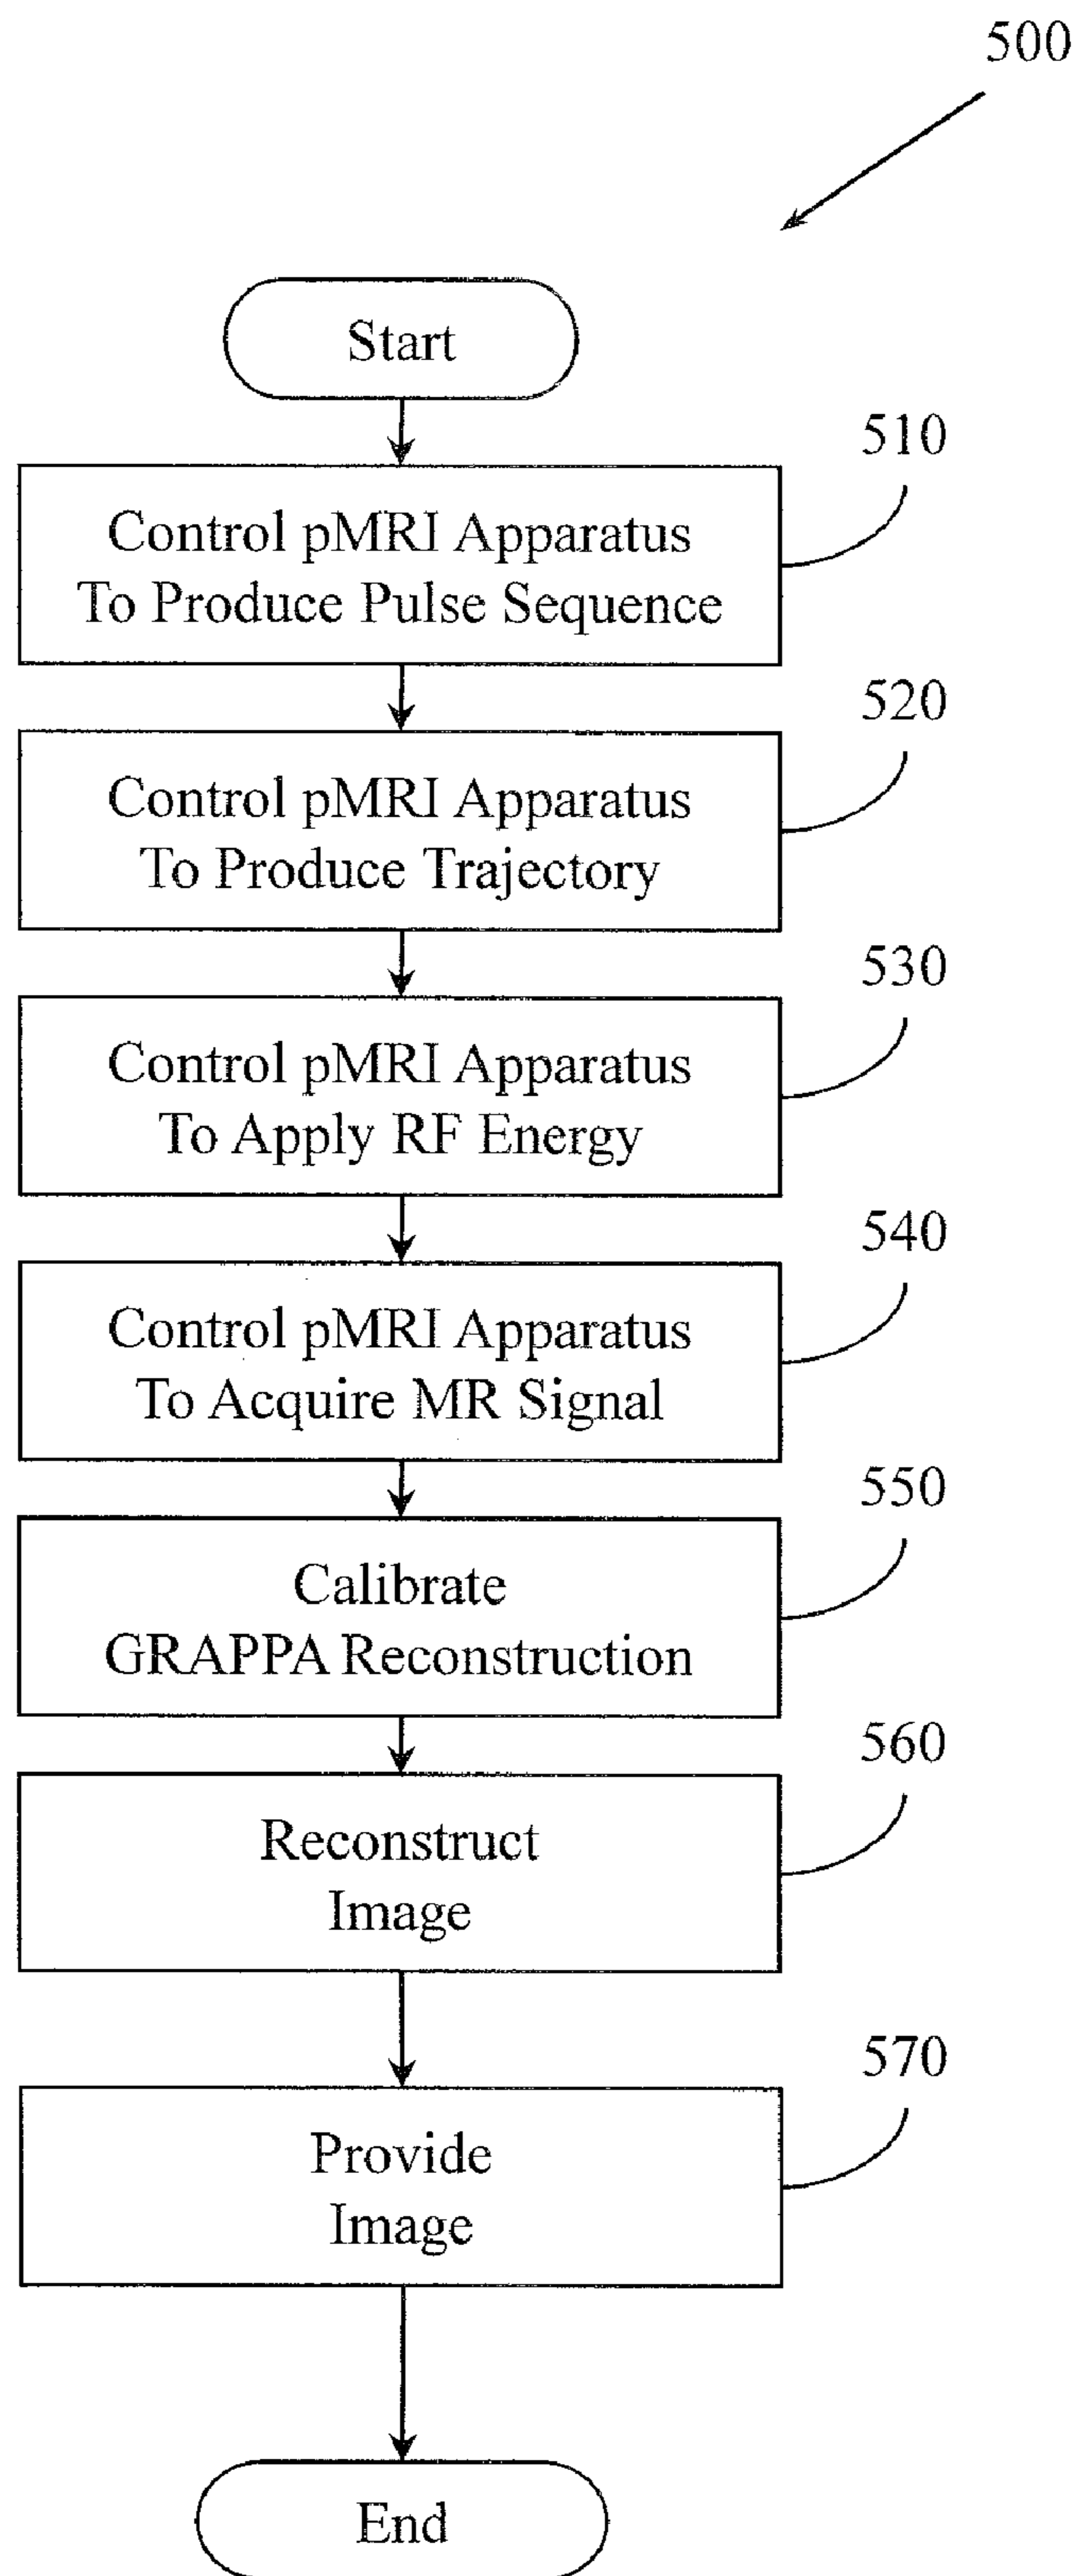 500
Start
510
Control pMRI Apparatus
To Produce Pulse Sequence
520
Control pMRI Apparatus
To Produce Trajectory
530
Control pMRI Apparatus
To Apply RF Energy
540
Control pMRI Apparatus
To Acquire MR Signal
550
Calibrate
GRAPPA Reconstruction
560
Reconstruct
Image
570
Provide
Image
End